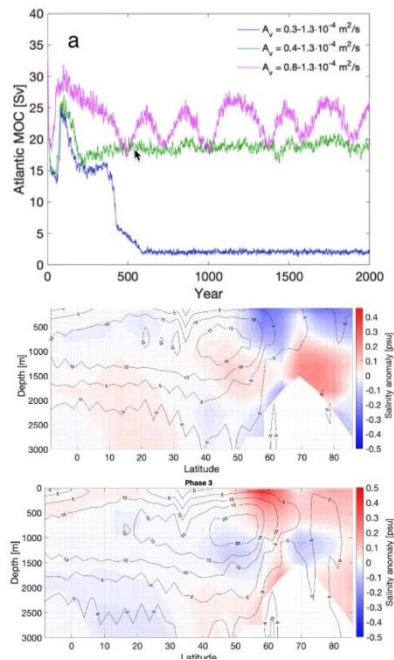 a
A_v = 0.3-1.3·10^-4 m^2/s
A_v = 0.4-1.3·10^-4 m^2/s
A_v = 0.8-1.3·10^-4 m^2/s
Atlantic MOC [Sv]
40
35
30
25
20
15
10
5
0
0 500 1000 1500 2000
Year
Depth [m]
500
1000
1500
2000
2500
3000
0 10 20 30 40 50 60 70 80
Latitude
0.4
0.3
0.2
0.1
0
-0.1
-0.2
-0.3
-0.4
-0.5
Salinity anomaly [psu]
Phase 3
Depth [m]
0
500
1000
1500
2000
2500
3000
0 10 20 30 40 50 60 70 80
Latitude
0.5
0.4
0.3
0.2
0.1
0
-0.1
-0.2
-0.3
-0.4
-0.5
Salinity anomaly [psu]